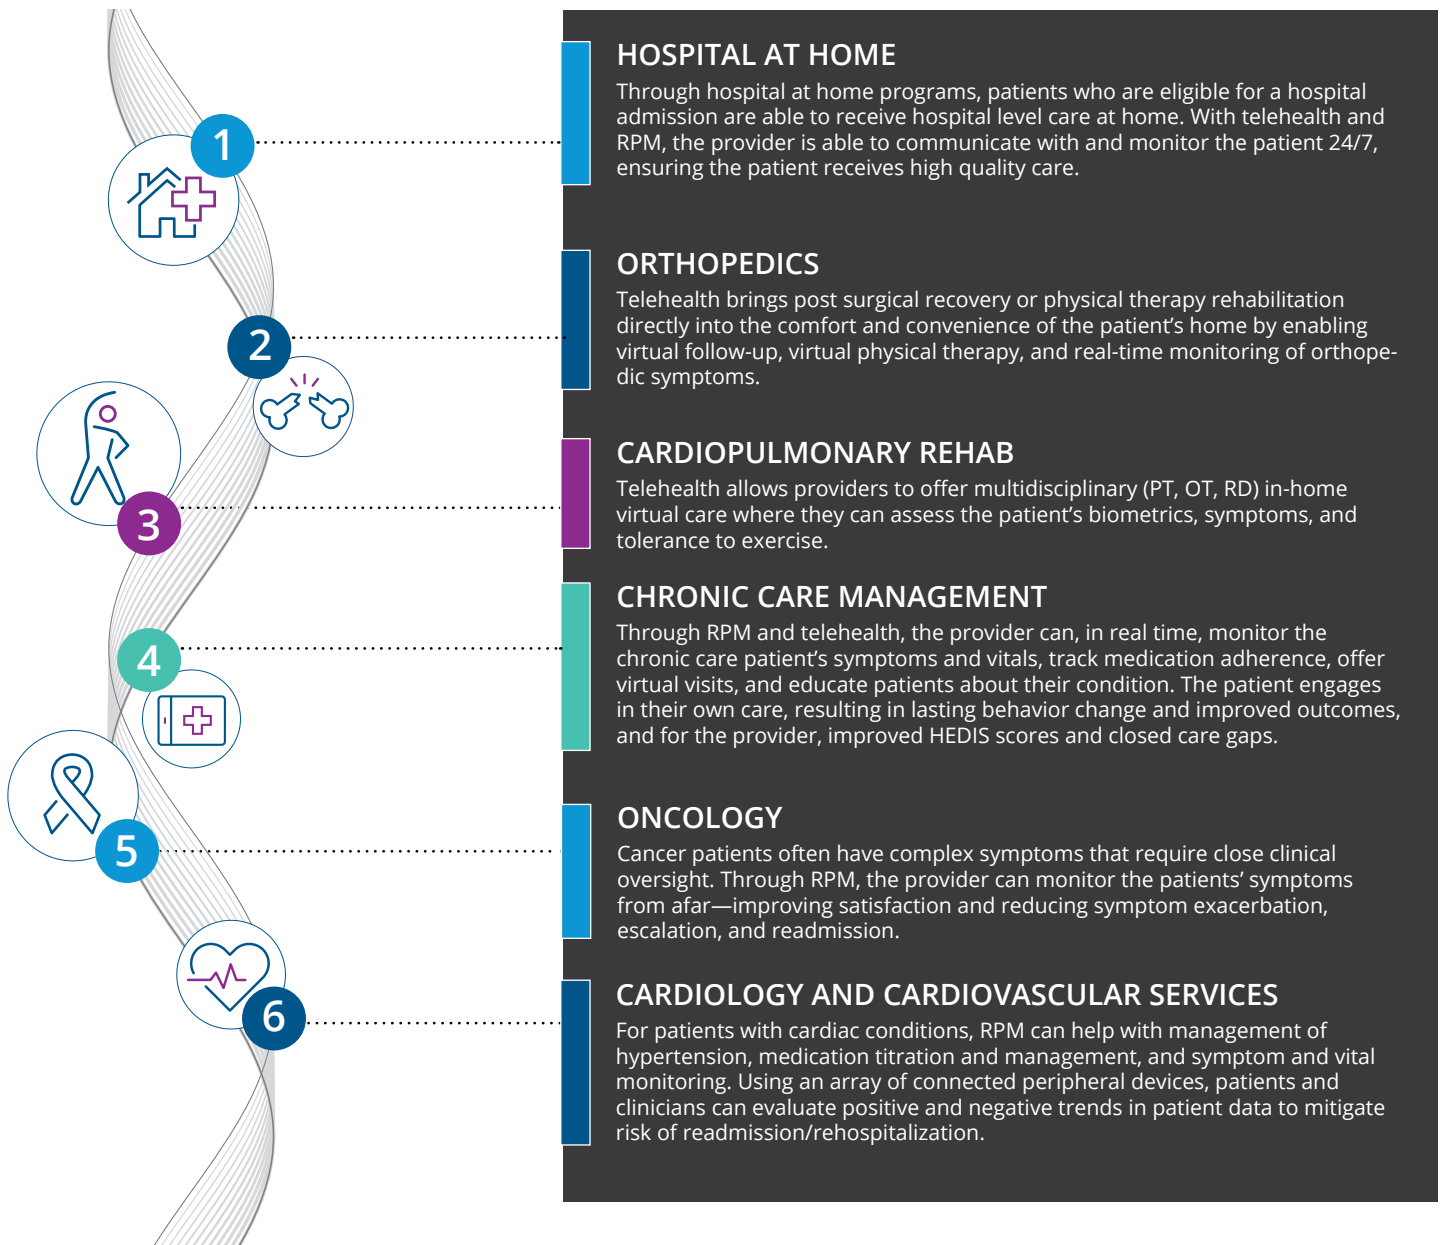 1
HOSPITAL AT HOME
Through hospital at home programs, patients who are eligible for a hospital
admission are able to receive hospital level care at home. With telehealth and
RPM, the provider is able to communicate with and monitor the patient 24/7,
ensuring the patient receives high quality care.
2
ORTHOPEDICS
Telehealth brings post surgical recovery or physical therapy rehabilitation
directly into the comfort and convenience of the patient’s home by enabling
virtual follow-up, virtual physical therapy, and real-time monitoring of orthope-
dic symptoms.
3
CARDIOPULMONARY REHAB
Telehealth allows providers to offer multidisciplinary (PT, OT, RD) in-home
virtual care where they can assess the patient’s biometrics, symptoms, and
tolerance to exercise.
4
CHRONIC CARE MANAGEMENT
Through RPM and telehealth, the provider can, in real time, monitor the
chronic care patient’s symptoms and vitals, track medication adherence, offer
virtual visits, and educate patients about their condition. The patient engages
in their own care, resulting in lasting behavior change and improved outcomes,
and for the provider, improved HEDIS scores and closed care gaps.
5
ONCOLOGY
Cancer patients often have complex symptoms that require close clinical
oversight. Through RPM, the provider can monitor the patients’ symptoms
from afar—improving satisfaction and reducing symptom exacerbation,
escalation, and readmission.
6
CARDIOLOGY AND CARDIOVASCULAR SERVICES
For patients with cardiac conditions, RPM can help with management of
hypertension, medication titration and management, and symptom and vital
monitoring. Using an array of connected peripheral devices, patients and
clinicians can evaluate positive and negative trends in patient data to mitigate
risk of readmission/rehospitalization.